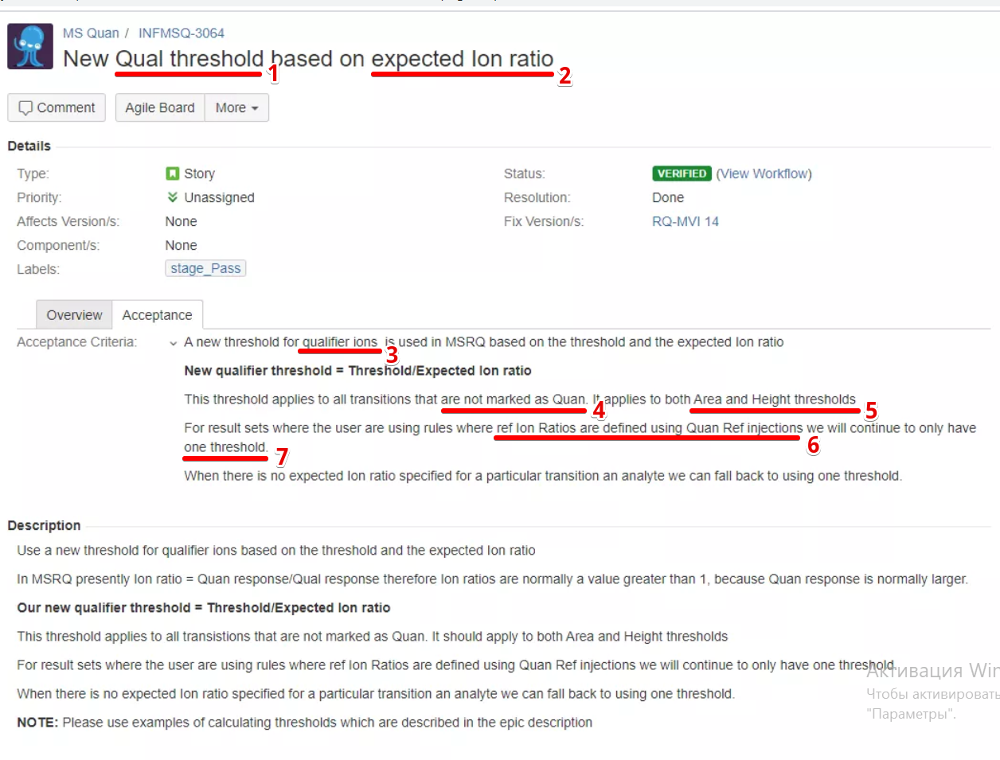 MS Quan / INFMSQ-3064
New Qual threshold based on expected Ion ratio
1
2
Comment Agile Board More
Details
Type: Story Status: VERIFIED (View Workflow)
Priority: Unassigned Resolution: Done
Affects Version/s: None Fix Version/s: RQ-MVI 14
Component/s: None
Labels: stage_Pass
Overview Acceptance
Acceptance Criteria: A new threshold for qualifier ions is used in MSRQ based on the threshold and the expected Ion ratio
3
New qualifier threshold = Threshold/Expected Ion ratio
This threshold applies to all transitions that are not marked as Quan. It applies to both Area and Height thresholds
4
5
For result sets where the user are using rules where ref Ion Ratios are defined using Quan Ref injections we will continue to only have
6
one threshold.
7
When there is no expected Ion ratio specified for a particular transition an analyte we can fall back to using one threshold.
Description
Use a new threshold for qualifier ions based on the threshold and the expected Ion ratio
In MSRQ presently Ion ratio = Quan response/Qual response therefore Ion ratios are normally a value greater than 1, because Quan response is normally larger.
Our new qualifier threshold = Threshold/Expected Ion ratio
This threshold applies to all transistions that are not marked as Quan. It should apply to both Area and Height thresholds
For result sets where the user are using rules where ref Ion Ratios are defined using Quan Ref injections we will continue to only have one threshold.
When there is no expected Ion ratio specified for a particular transition an analyte we can fall back to using one threshold.
NOTE: Please use examples of calculating thresholds which are described in the epic description
Активация Win
Чтобы активировать
"Параметры".